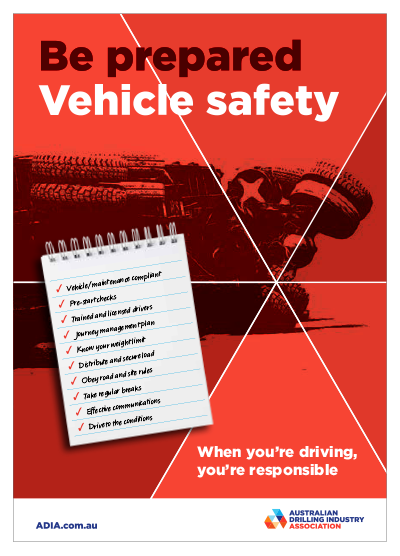 Be prepared
Vehicle safety
Vehicle/maintenance compliant
Pre-start checks
Trained and licensed drivers
Journey management plan
Know your weight limit
Distribute and secure load
Obey road and site rules
Take regular breaks
Effective communications
Drive to the conditions
When you're driving,
you're responsible
ADIA.com.au
AUSTRALIAN
DRILLING INDUSTRY
ASSOCIATION